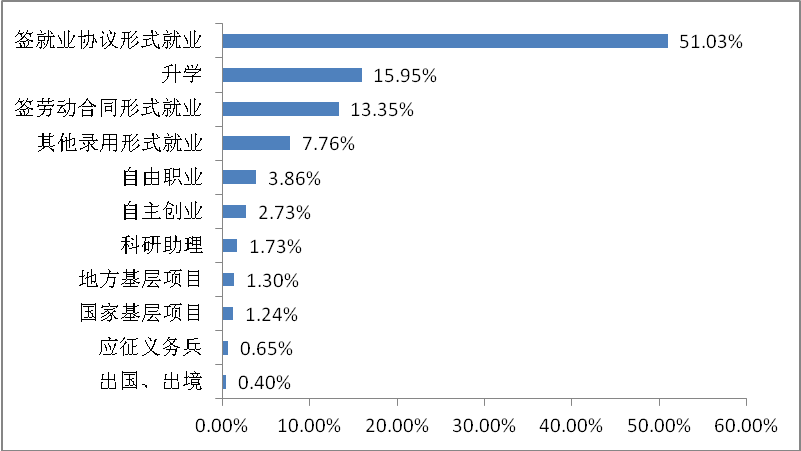 签就业协议形式就业 51.03%
升学 15.95%
签劳动合同形式就业 13.35%
其他录用形式就业 7.76%
自由职业 3.86%
自主创业 2.73%
科研助理 1.73%
地方基层项目 1.30%
国家基层项目 1.24%
应征义务兵 0.65%
出国、出境 0.40%
0.00% 10.00% 20.00% 30.00% 40.00% 50.00% 60.00%